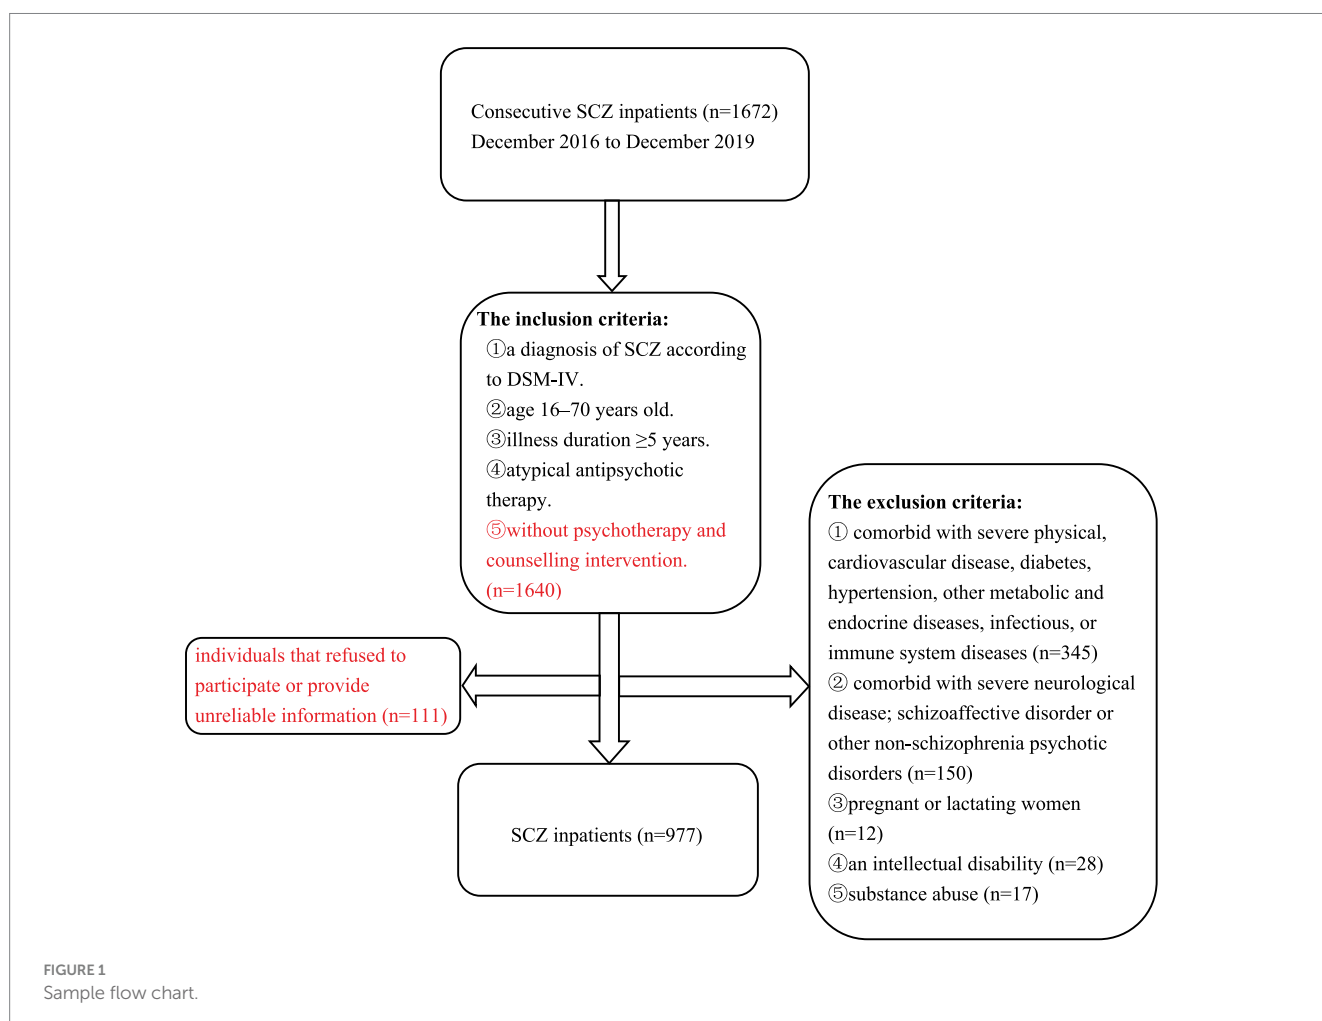 Consecutive SCZ inpatients (n=1672)
December 2016 to December 2019
The inclusion criteria:
①a diagnosis of SCZ according
to DSM-IV.
②age 16–70 years old.
③illness duration ≥5 years.
④atypical antipsychotic
therapy.
⑤without psychotherapy and
counselling intervention.
(n=1640)
individuals that refused to
participate or provide
unreliable information (n=111)
The exclusion criteria:
① comorbid with severe physical,
cardiovascular disease, diabetes,
hypertension, other metabolic and
endocrine diseases, infectious, or
immune system diseases (n=345)
② comorbid with severe neurological
disease; schizoaffective disorder or
other non-schizophrenia psychotic
disorders (n=150)
③pregnant or lactating women
(n=12)
④an intellectual disability (n=28)
⑤substance abuse (n=17)
SCZ inpatients (n=977)
FIGURE 1
Sample flow chart.